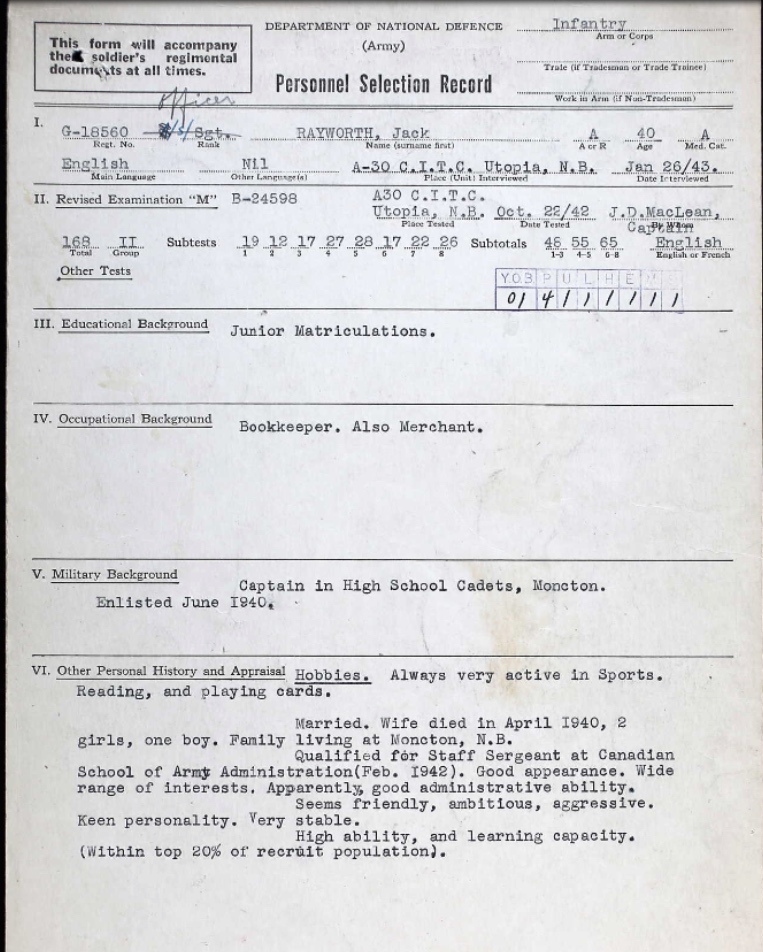 DEPARTMENT OF NATIONAL DEFENCE
(Army)
Personnel Selection Record
This form will accompany
the soldier's regimental
documents at all times.
Infantry
Arm or Corps
Trade (if Tradesman or Trade Trainee)
Work in Arm (if Non-Tradesman)
officer
I.
G-18560 S/Sgt. RAYWORTH, Jack A 40 A
Regt. No. Rank Name (surname first) A or R Age Med. Cat.
English Nil A-30 C.I.T.C. Utopia, N.B. Jan 26/43.
Main Language Other Language(s) Place (Unit) Interviewed Date Interviewed
II. Revised Examination "M" B-24598 A30 C.I.T.C.
Utopia, N.B. Oct. 22/42 J.D.MacLean,
Place Tested Date Tested By Whom
Captain
168 II Subtests 19 12 17 27 28 17 22 26 Subtotals 48 55 65 English
Total Group 1 2 3 4 5 6 7 8 1-3 4-5 6-8 English or French
Other Tests
YOB P U L H E M S
01 4 1 1 1 1 1 1
III. Educational Background Junior Matriculations.
IV. Occupational Background Bookkeeper. Also Merchant.
V. Military Background
Captain in High School Cadets, Moncton.
Enlisted June I940.
VI. Other Personal History and Appraisal Hobbies. Always very active in Sports.
Reading, and playing cards.
Married. Wife died in April I940, 2
girls, one boy. Family living at Moncton, N.B.
Qualified for Staff Sergeant at Canadian
School of Army Administration(Feb. 1942). Good appearance. Wide
range of interests. Apparently, good administrative ability.
Seems friendly, ambitious, aggressive.
Keen personality. Very stable.
High ability, and learning capacity.
(Within top 20% of recruit population).